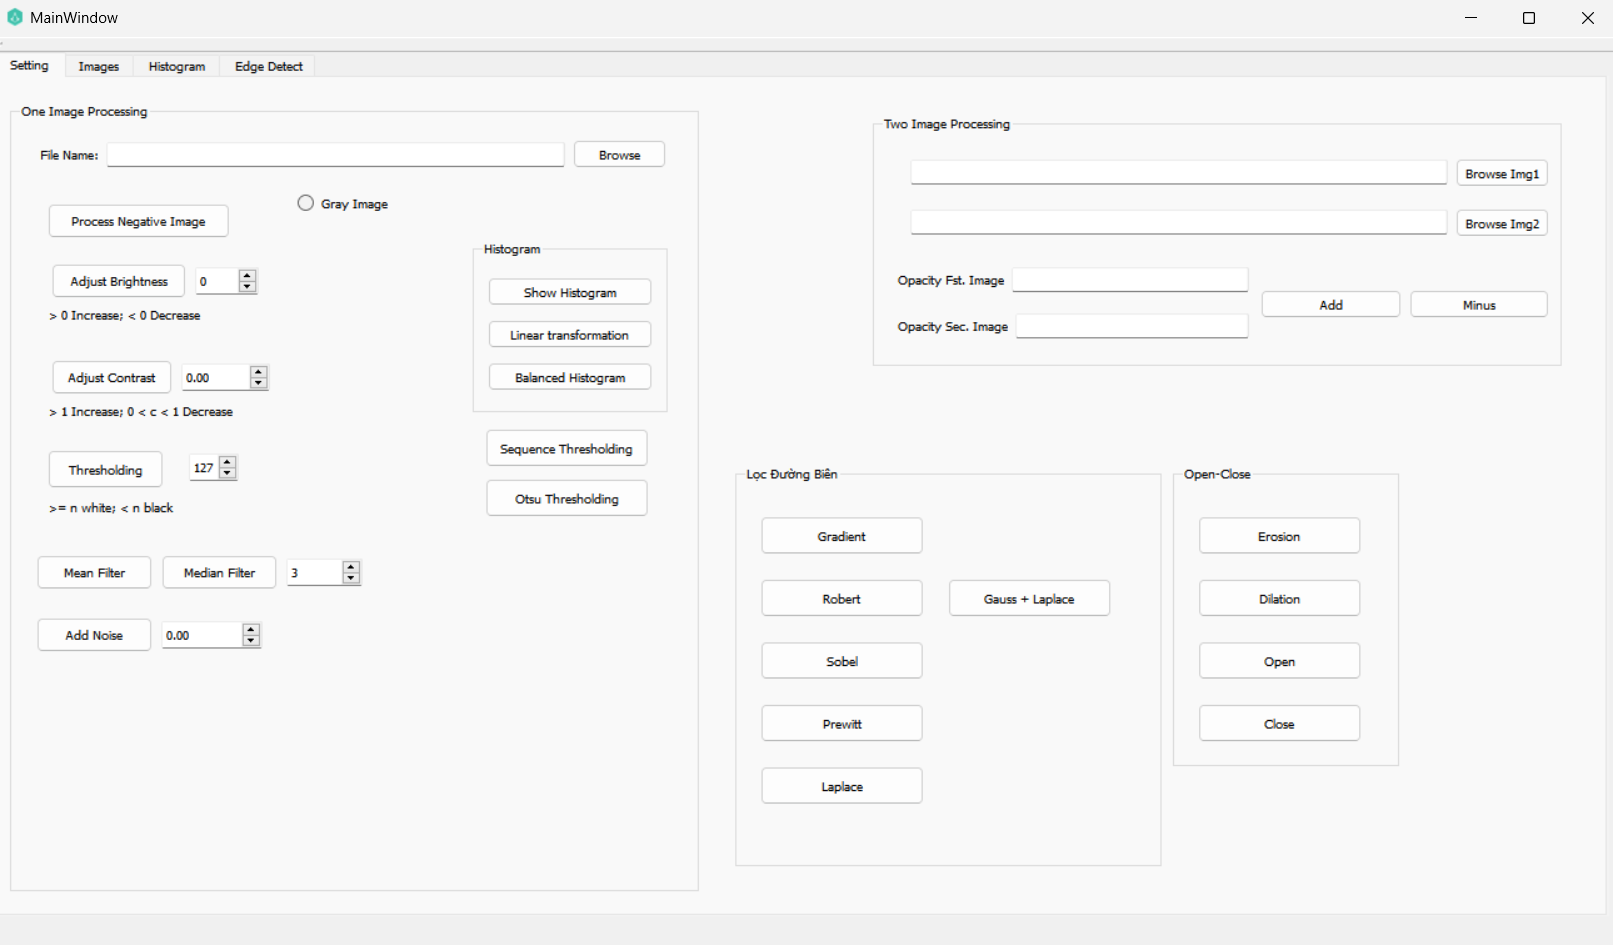 MainWindow
Setting
Images
Histogram
Edge Detect
One Image Processing
File Name:
Browse
Process Negative Image
Gray Image
Adjust Brightness
0
> 0 Increase; < 0 Decrease
Adjust Contrast
0.00
> 1 Increase; 0 < c < 1 Decrease
Thresholding
127
>= n white; < n black
Mean Filter
Median Filter
3
Add Noise
0.00
Histogram
Show Histogram
Linear transformation
Balanced Histogram
Sequence Thresholding
Otsu Thresholding
Two Image Processing
Browse Img1
Browse Img2
Opacity Fst. Image
Opacity Sec. Image
Add
Minus
Lọc Đường Biên
Gradient
Robert
Gauss + Laplace
Sobel
Prewitt
Laplace
Open-Close
Erosion
Dilation
Open
Close